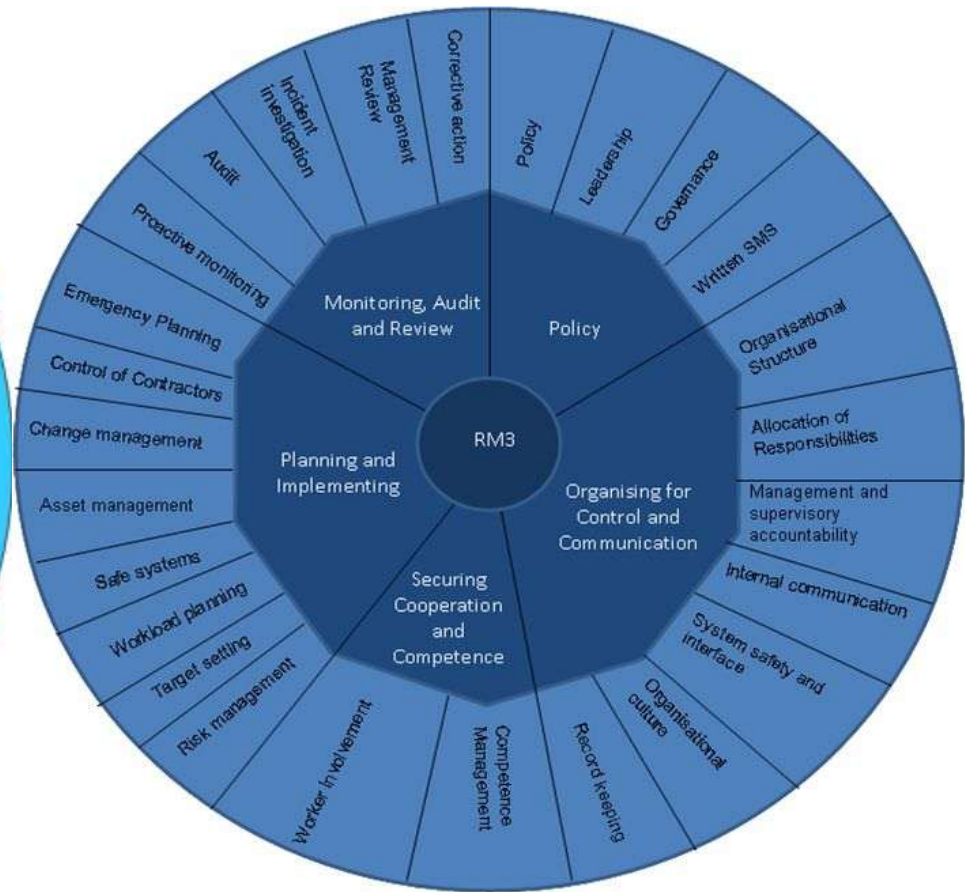 RM3
Policy
Organising for
Control and
Communication
Securing
Cooperation
and
Competence
Planning and
Implementing
Monitoring, Audit
and Review
Policy
Leadership
Governance
Written SMS
Organisational
Structure
Allocation of
Responsibilities
Management and
supervisory
accountability
Internal communication
System safety and
interface
Organisational
culture
Record keeping
Competence
Management
Worker Involvement
Risk management
Target setting
Workload planning
Safe systems
Asset management
Change management
Control of Contractors
Emergency Planning
Proactive monitoring
Audit
Incident
investigation
Management
Review
Corrective action